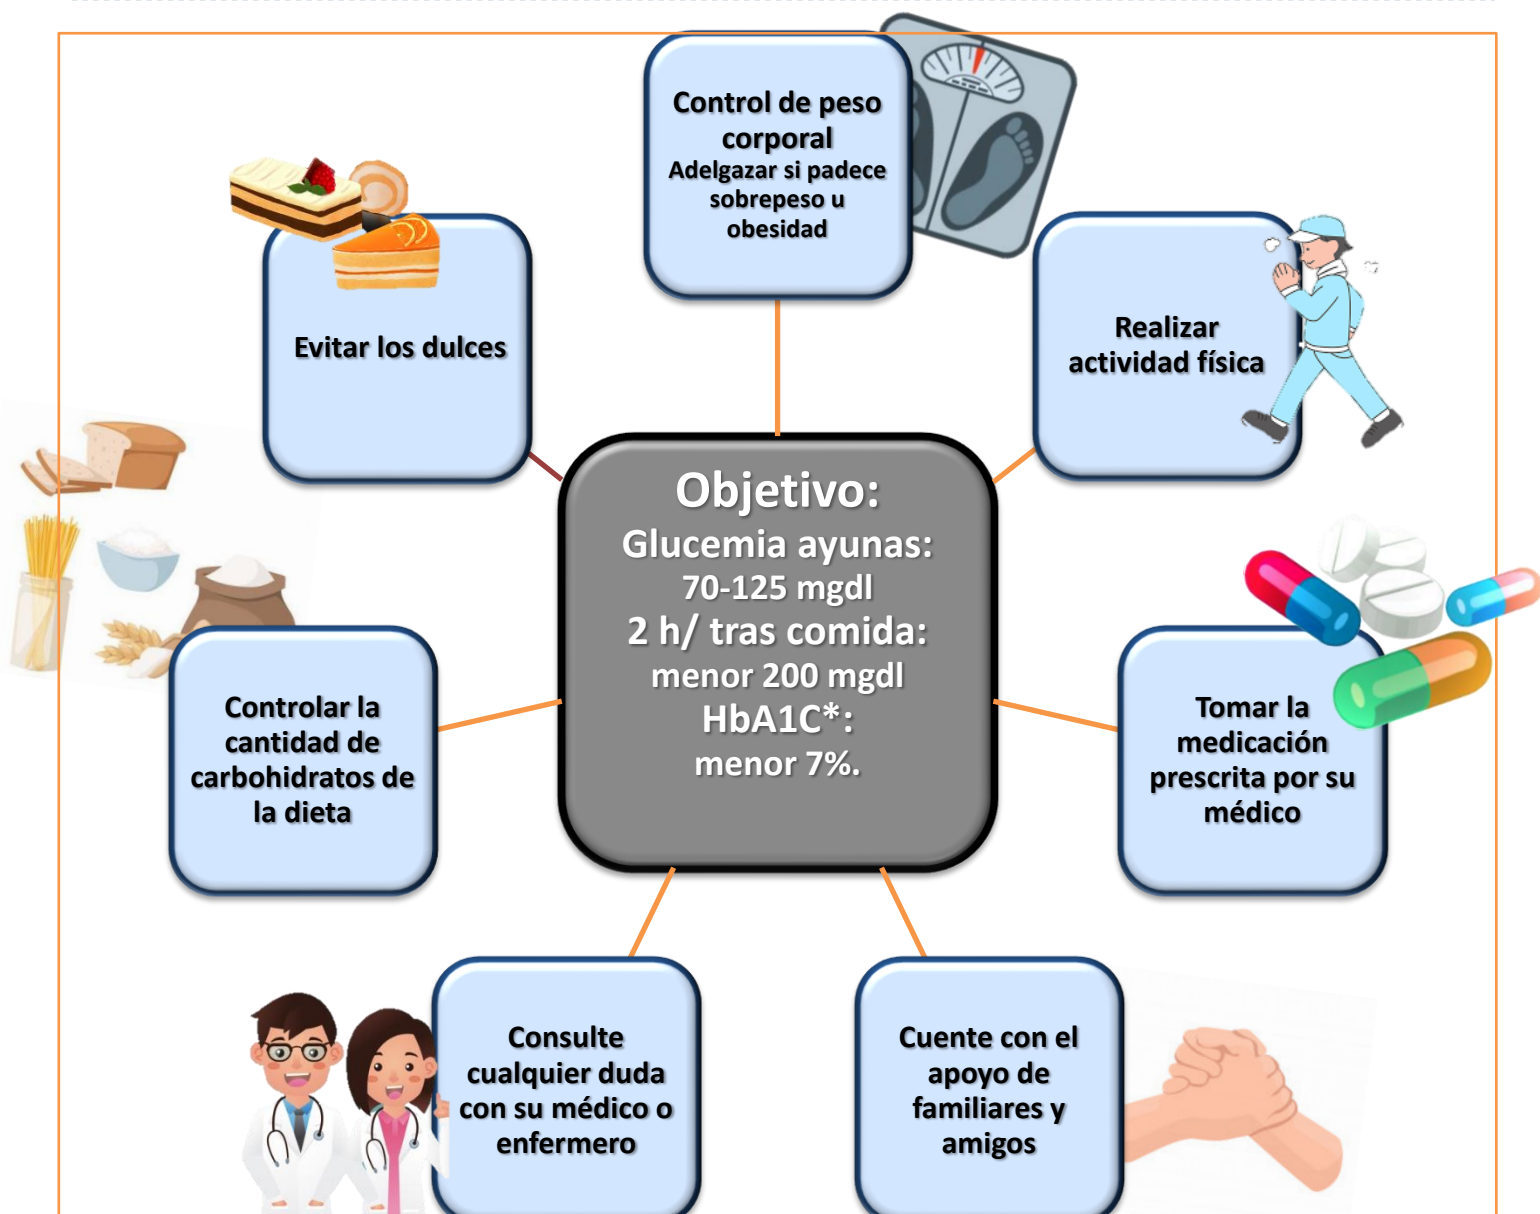 Control de peso
corporal
Adelgazar si padece
sobrepeso u
obesidad
Evitar los dulces
Realizar
actividad física
Objetivo:
Glucemia ayunas:
70-125 mgdl
2 h/ tras comida:
menor 200 mgdl
HbA1C*:
menor 7%.
Controlar la
cantidad de
carbohidratos de
la dieta
Tomar la
medicación
prescrita por su
médico
Consulte
cualquier duda
con su médico o
enfermero
Cuente con el
apoyo de
familiares y
amigos